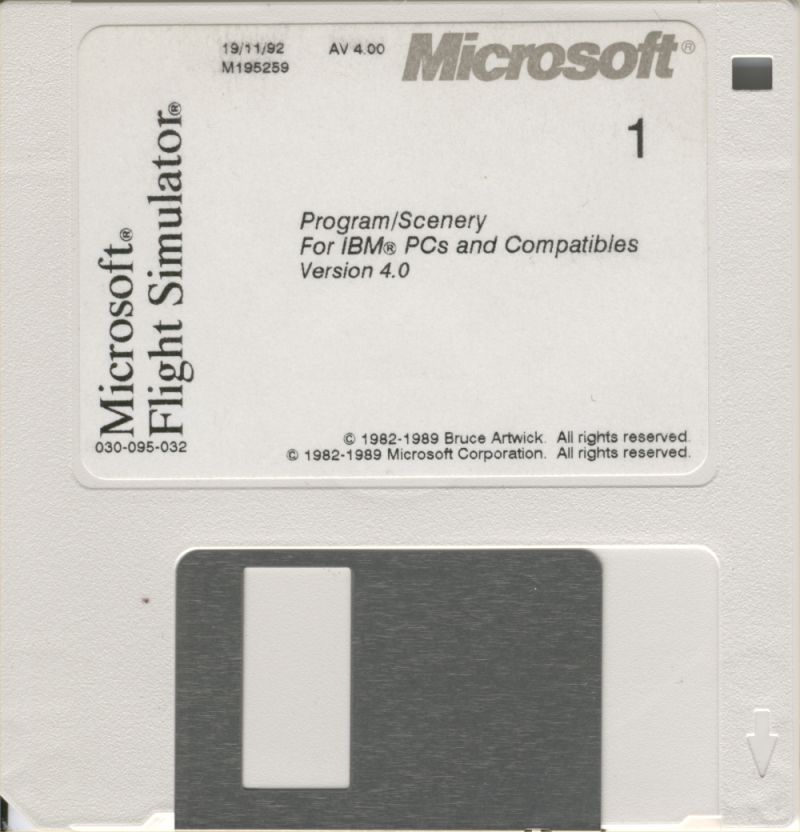 19/11/92 AV 4.00 Microsoft®
M195259
1
Microsoft®
Flight Simulator®
Program/Scenery
For IBM® PCs and Compatibles
Version 4.0
030-095-032
© 1982-1989 Bruce Artwick. All rights reserved.
© 1982-1989 Microsoft Corporation. All rights reserved.